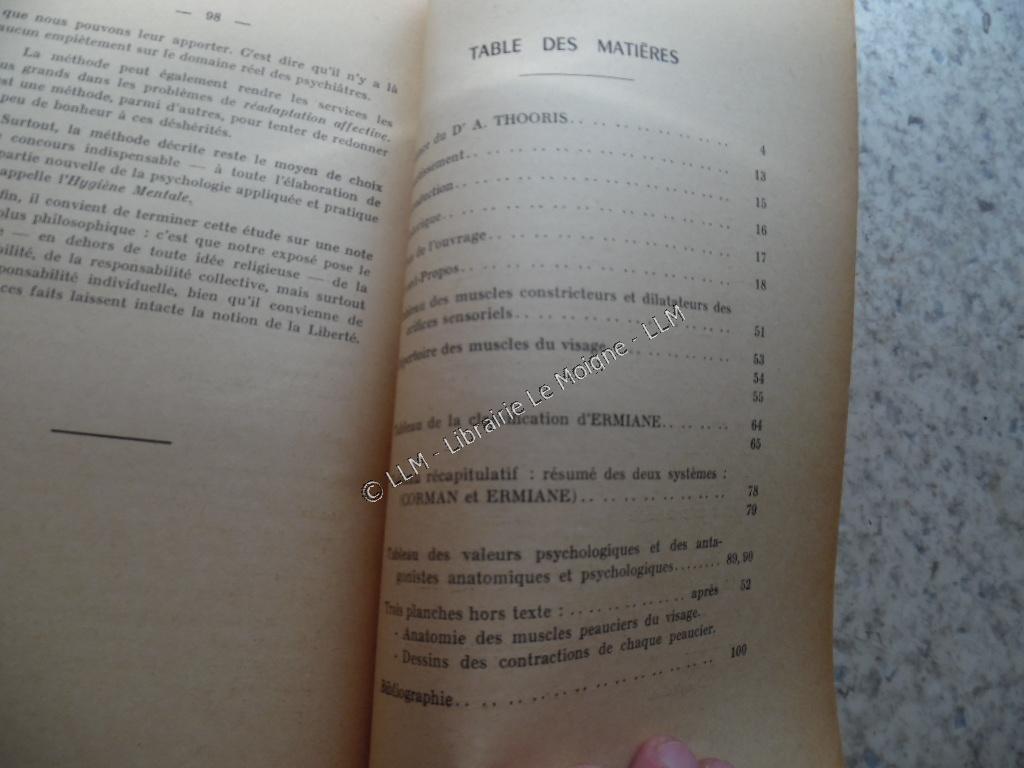 — 98 —
que nous pouvons leur apporter. C'est dire qu'il n'y a là
aucun empiètement sur le domaine réel des psychiâtres.
La méthode peut également rendre les services les
us grands dans les problèmes de réadaptation affective.
est une méthode, parmi d'autres, pour tenter de redonner
peu de bonheur à ces déshérités.
Surtout, la méthode décrite reste le moyen de choix
concours indispensable — à toute l'élaboration de
partie nouvelle de la psychologie appliquée et pratique
appelle l'Hygiène Mentale.
fin, il convient de terminer cette étude sur une note
plus philosophique : c'est que notre exposé pose le
— en dehors de toute idée religieuse — de la
bilité, de la responsabilité collective, mais surtout
sponsabilité individuelle, bien qu'il convienne de
ces faits laissent intacte la notion de la Liberté.
TABLE DES MATIÈRES
du Dr A. THOORIS. 4
issement 13
duction 15
rique 16
de l'ouvrage 17
-Propos. 18
bleau des muscles constricteurs et dilatateurs des
orifices sensoriels. 51
pertoire des muscles du visage 53
54
55
Tableau de la classification d'ERMIANE. 64
65
récapitulatif : résumé des deux systèmes :
(CORMAN et ERMIANE). 78
79
Tableau des valeurs psychologiques et des anta-
gonistes anatomiques et psychologiques. 89, 90
Trois planches hors texte : après 52
- Anatomie des muscles peauciers du visage.
- Dessins des contractions de chaque peaucier.
Bibliographie. 100
© LLM - Librairie Le Moigne - LLM